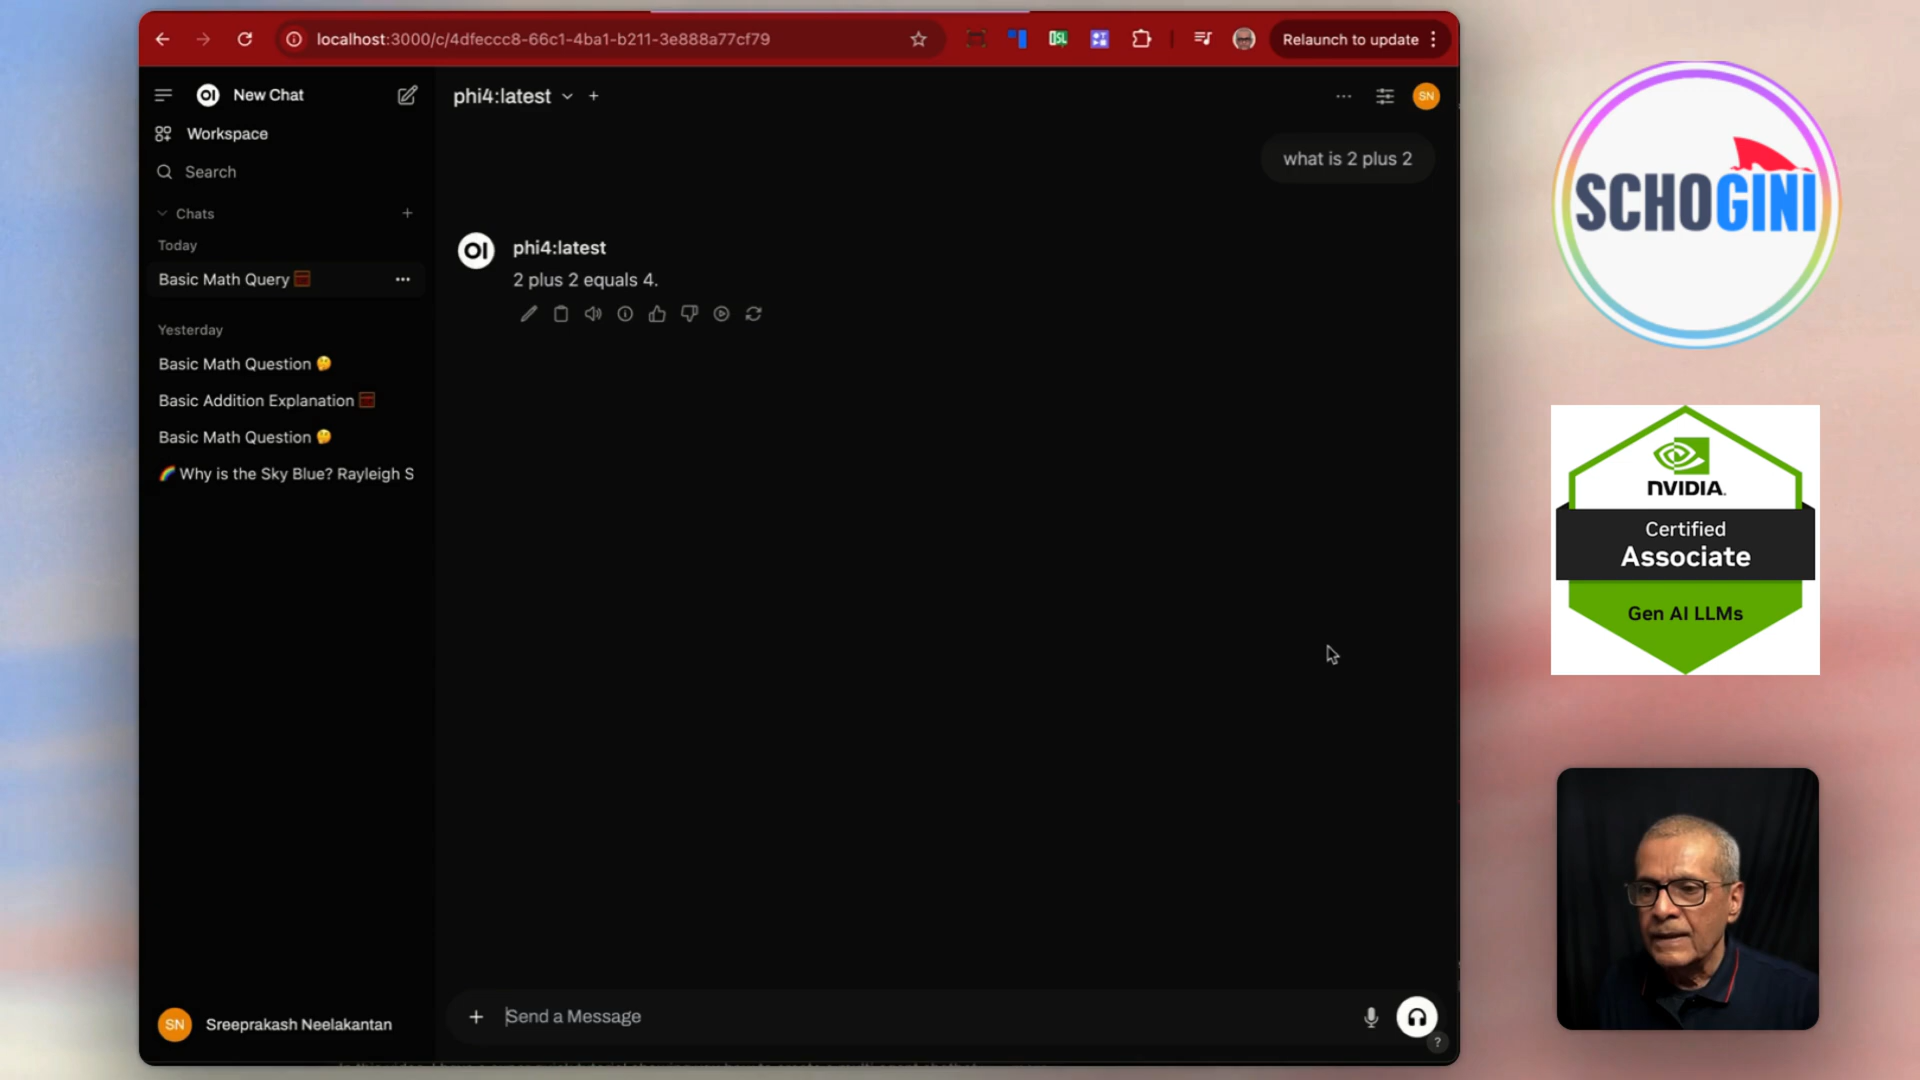 localhost:3000/c/4dfeccc8-66c1-4ba1-b211-3e888a77cf79
Relaunch to update
New Chat
Workspace
Search
Chats
Today
Basic Math Query
Yesterday
Basic Math Question
Basic Addition Explanation
Basic Math Question
Why is the Sky Blue? Rayleigh S
SN
Sreeprakash Neelakantan
phi4:latest
SN
what is 2 plus 2
OI
phi4:latest
2 plus 2 equals 4.
Send a Message
?
SCHOGINI
NVIDIA.
Certified
Associate
Gen AI LLMs